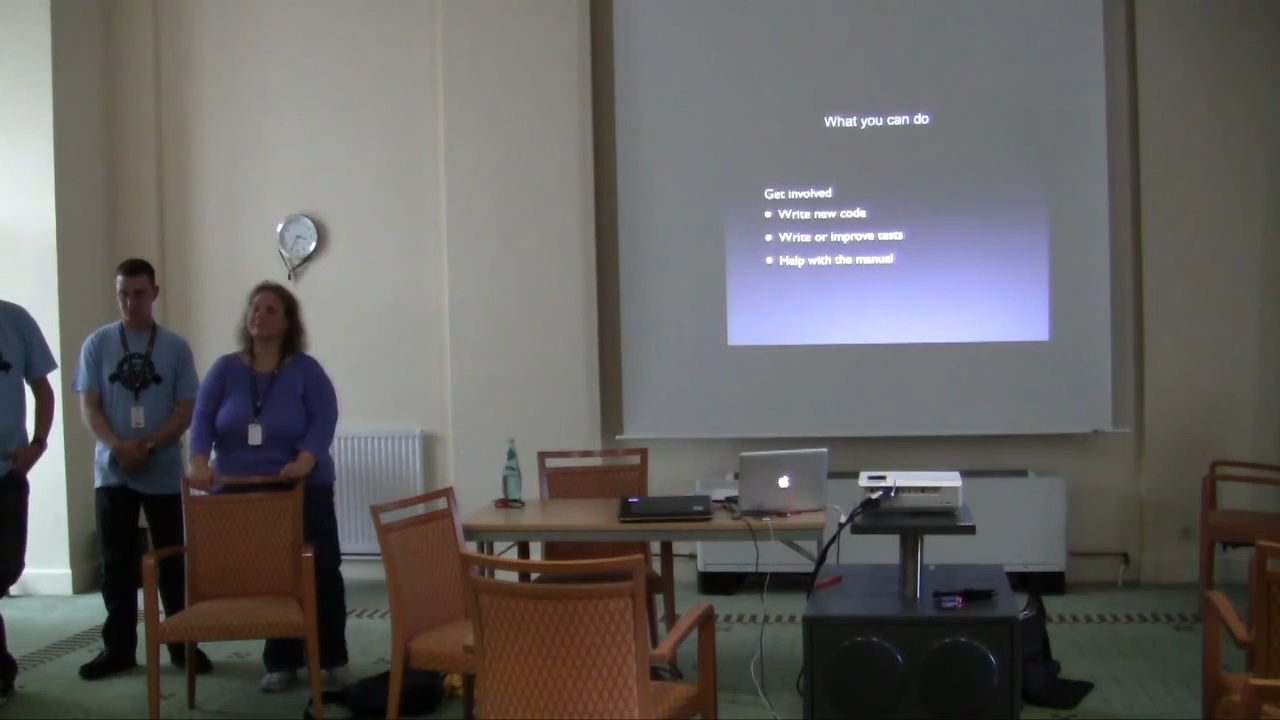 What you can do
Get involved
• Write new code
• Write or improve tests
• Help with the manual